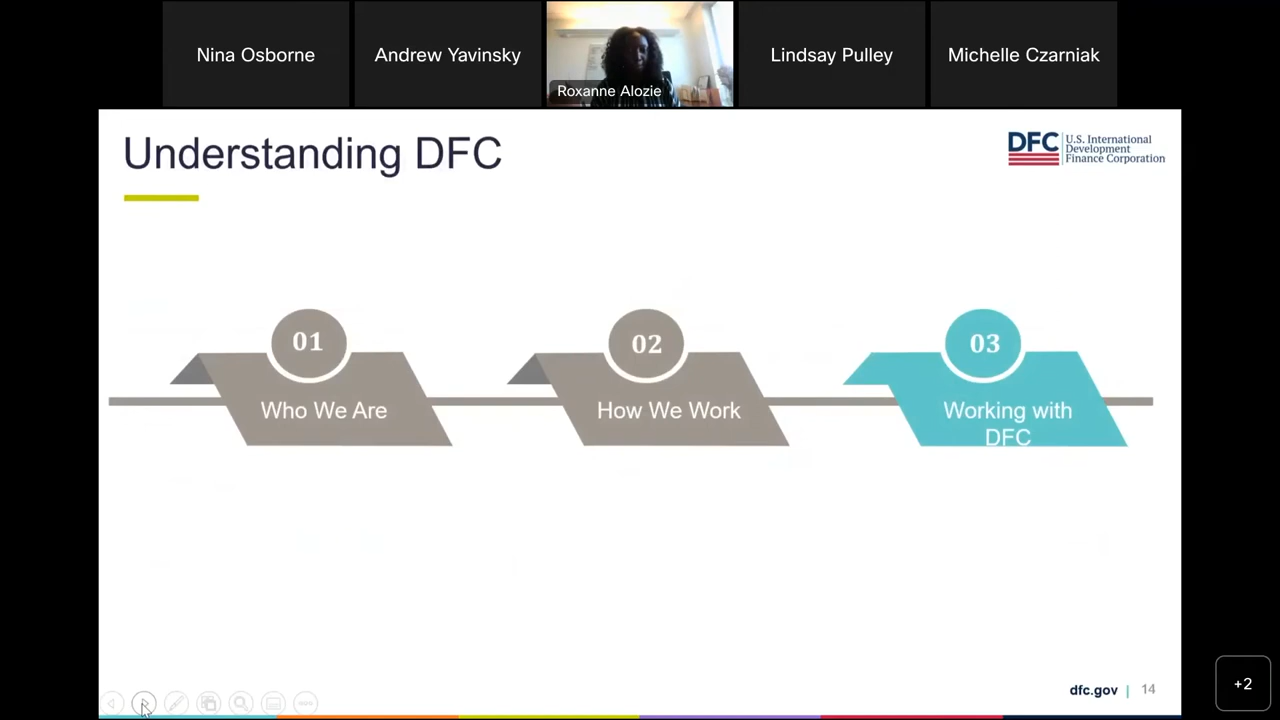 Nina Osborne
Andrew Yavinsky
Roxanne Alozie
Lindsay Pulley
Michelle Czarniak
Understanding DFC
DFC
U.S. International
Development
Finance Corporation
01
02
03
Who We Are
How We Work
Working with
DFC
dfc.gov | 14
+2